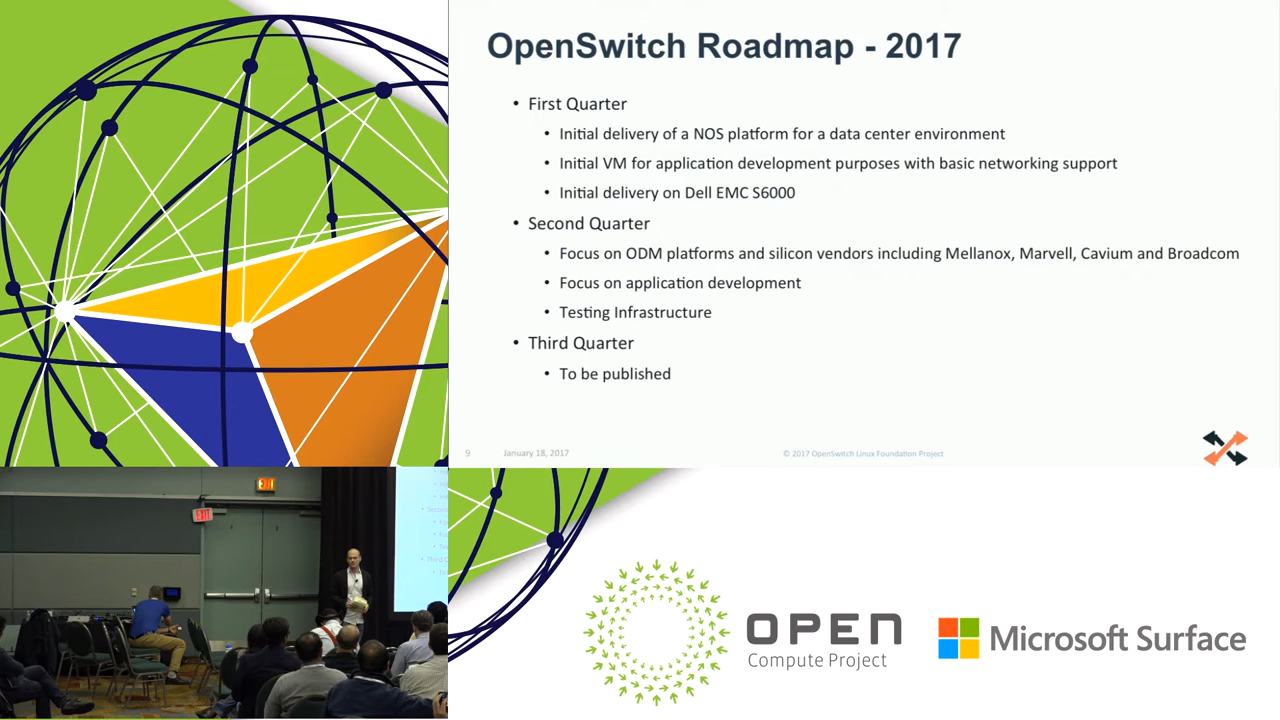 OpenSwitch Roadmap - 2017
• First Quarter
• Initial delivery of a NOS platform for a data center environment
• Initial VM for application development purposes with basic networking support
• Initial delivery on Dell EMC S6000
• Second Quarter
• Focus on ODM platforms and silicon vendors including Mellanox, Marvell, Cavium and Broadcom
• Focus on application development
• Testing Infrastructure
• Third Quarter
• To be published
9 January 18, 2017 © 2017 OpenSwitch Linux Foundation Project
OPEN
Compute Project
Microsoft Surface